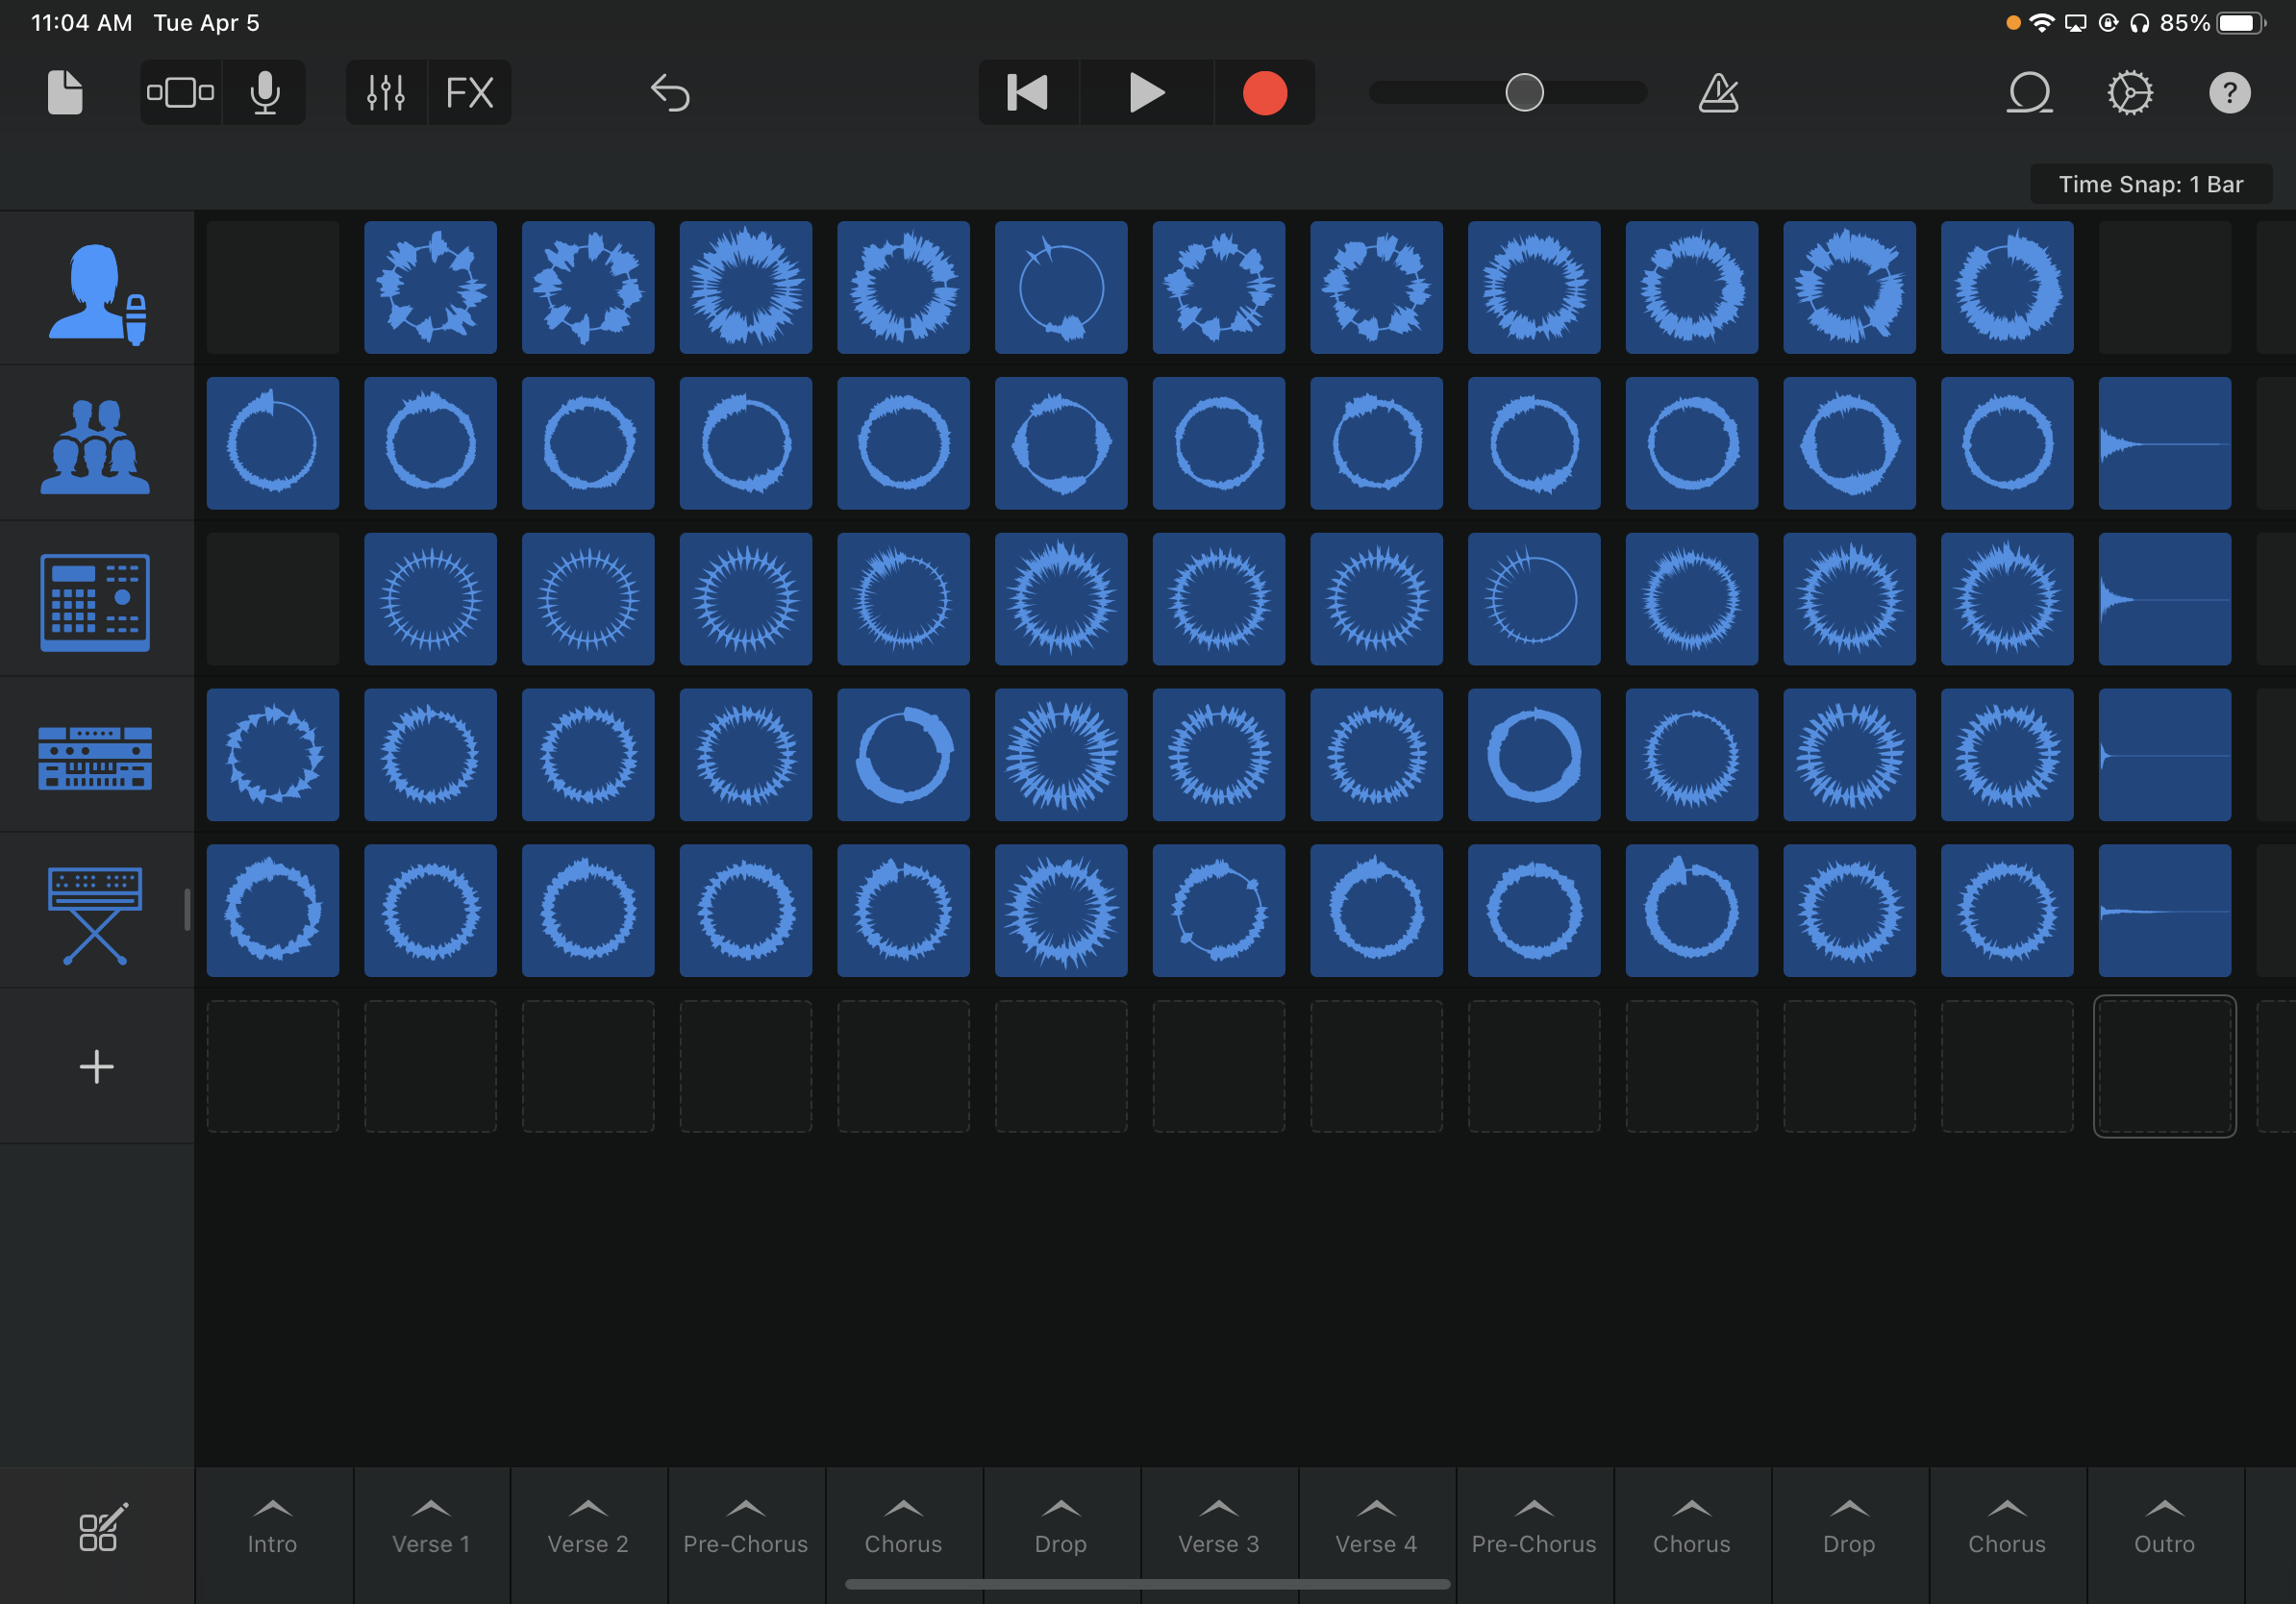 11:04 AM Tue Apr 5
85%
FX
?
Time Snap: 1 Bar
Intro
Verse 1
Verse 2
Pre-Chorus
Chorus
Drop
Verse 3
Verse 4
Pre-Chorus
Chorus
Drop
Chorus
Outro